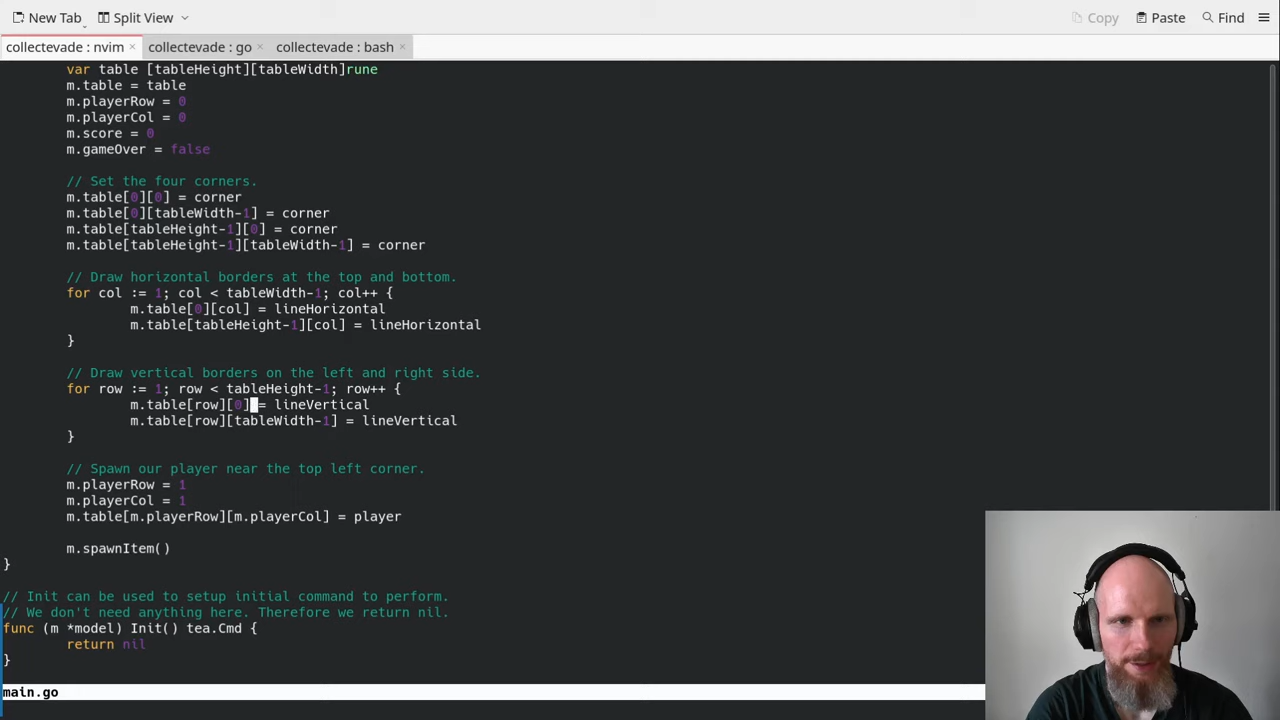 New Tab Split View Copy Paste Find
collectevade : nvim collectevade : go collectevade : bash
var table [tableHeight][tableWidth]rune
m.table = table
m.playerRow = 0
m.playerCol = 0
m.score = 0
m.gameOver = false
// Set the four corners.
m.table[0][0] = corner
m.table[0][tableWidth-1] = corner
m.table[tableHeight-1][0] = corner
m.table[tableHeight-1][tableWidth-1] = corner
// Draw horizontal borders at the top and bottom.
for col := 1; col < tableWidth-1; col++ {
m.table[0][col] = lineHorizontal
m.table[tableHeight-1][col] = lineHorizontal
}
// Draw vertical borders on the left and right side.
for row := 1; row < tableHeight-1; row++ {
m.table[row][0] = lineVertical
m.table[row][tableWidth-1] = lineVertical
}
// Spawn our player near the top left corner.
m.playerRow = 1
m.playerCol = 1
m.table[m.playerRow][m.playerCol] = player
m.spawnItem()
}
// Init can be used to setup initial command to perform.
// We don't need anything here. Therefore we return nil.
func (m *model) Init() tea.Cmd {
return nil
}
main.go